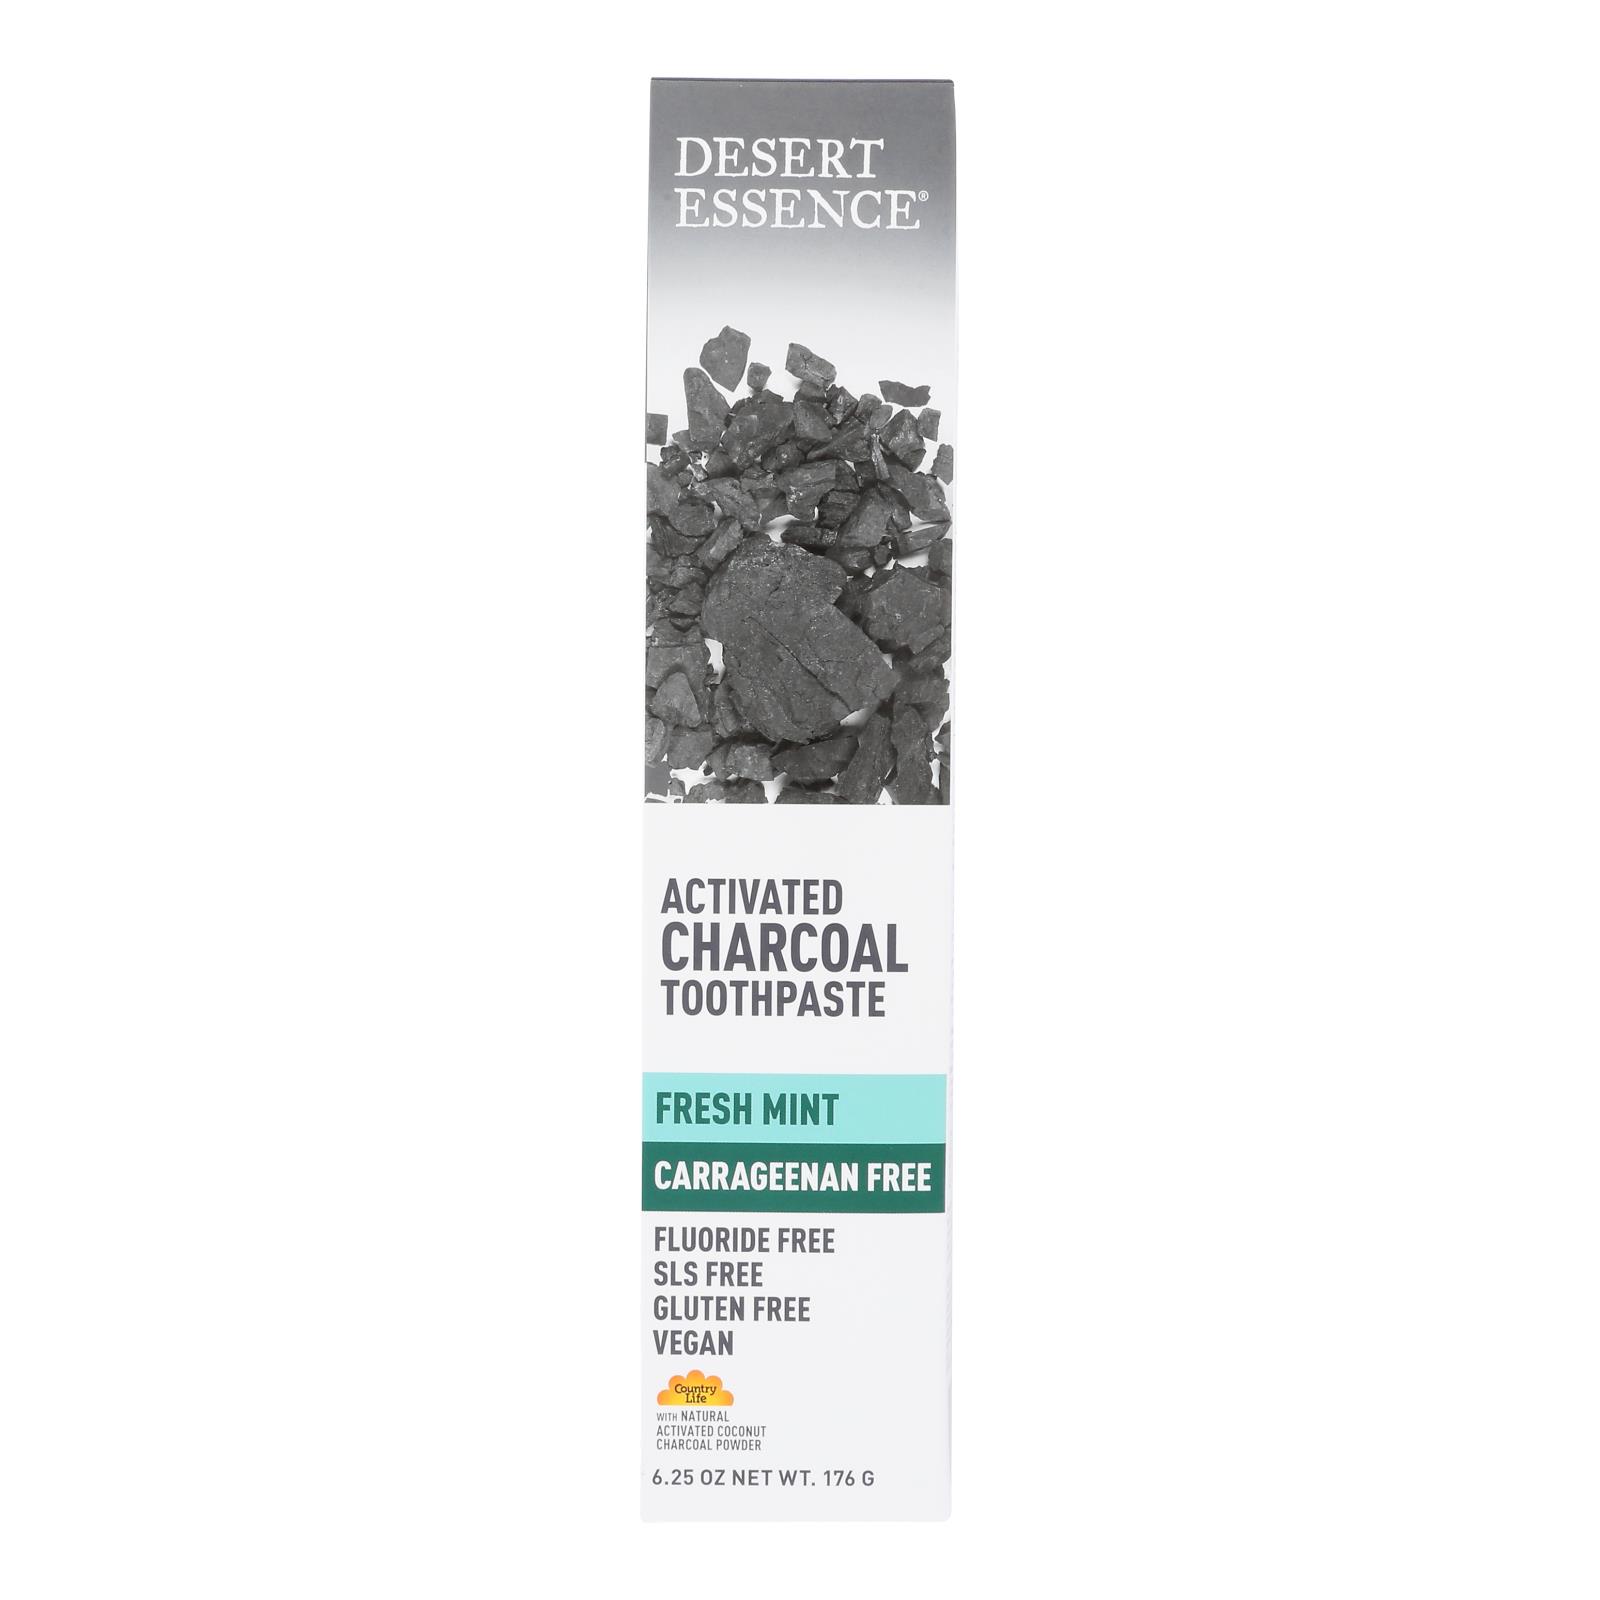 DESERT
ESSENCE®
ACTIVATED
CHARCOAL
TOOTHPASTE
FRESH MINT
CARRAGEENAN FREE
FLUORIDE FREE
SLS FREE
GLUTEN FREE
VEGAN
Country
Life
WITH NATURAL
ACTIVATED COCONUT
CHARCOAL POWDER
6.25 OZ NET WT. 176 G